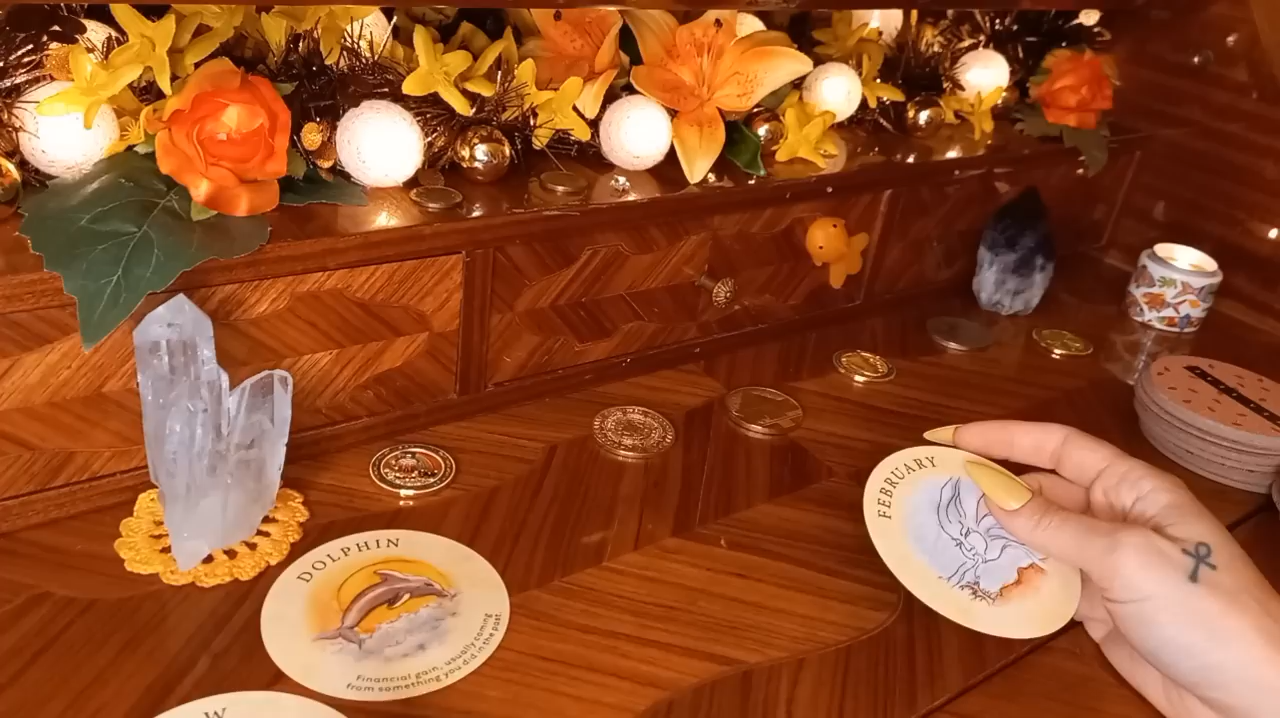 FEBRUARY
DOLPHIN
Financial gain, usually coming
from something you did in the past.
W